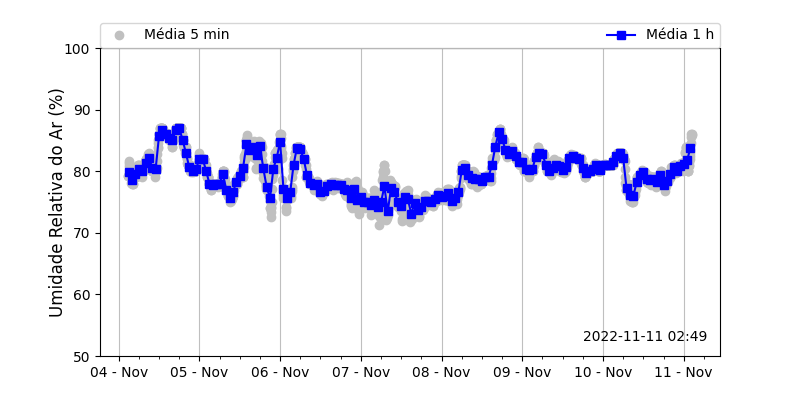 Média 5 min
Média 1 h
Umidade Relativa do Ar (%)
100
90
80
70
60
50
2022-11-11 02:49
04 - Nov
05 - Nov
06 - Nov
07 - Nov
08 - Nov
09 - Nov
10 - Nov
11 - Nov